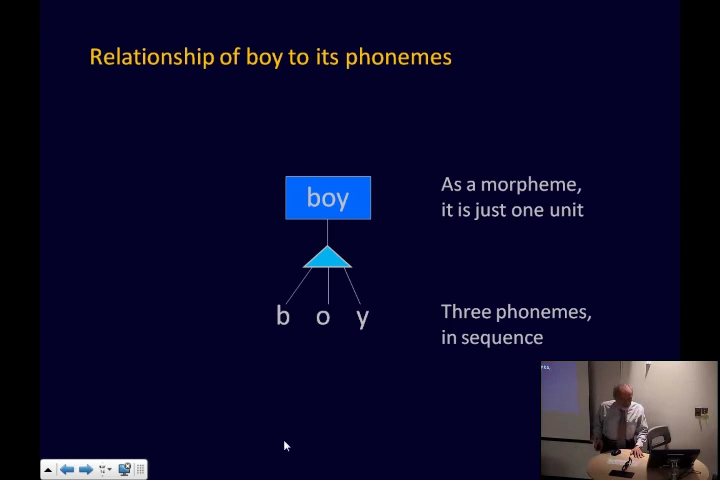 Relationship of boy to its phonemes
boy
As a morpheme,
it is just one unit
b o y
Three phonemes,
in sequence